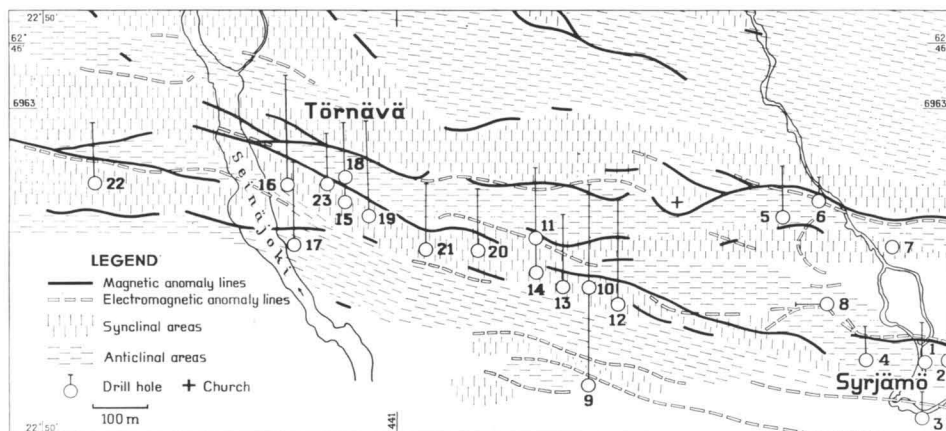 22° 50'
62°
46'
62°
46'
6963
6963
Törnävä
Seinäjoki
18
22
16
23
15
19
17
21
20
11
14
13
10
12
9
5
6
7
8
4
1
2
3
Syrjämö
LEGEND
Magnetic anomaly lines
Electromagnetic anomaly lines
Synclinal areas
Anticlinal areas
Drill hole
Church
100 m
22° 50'
441